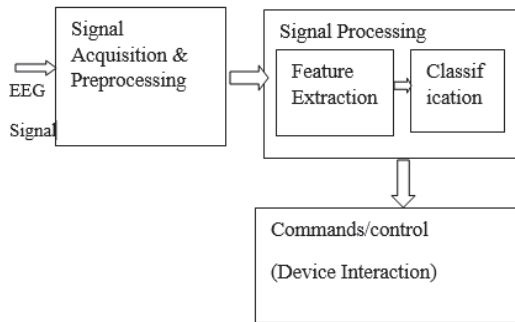 EEG
Signal
Signal
Acquisition &
Preprocessing
Signal Processing
Feature
Extraction
Classif
ication
Commands/control
(Device Interaction)